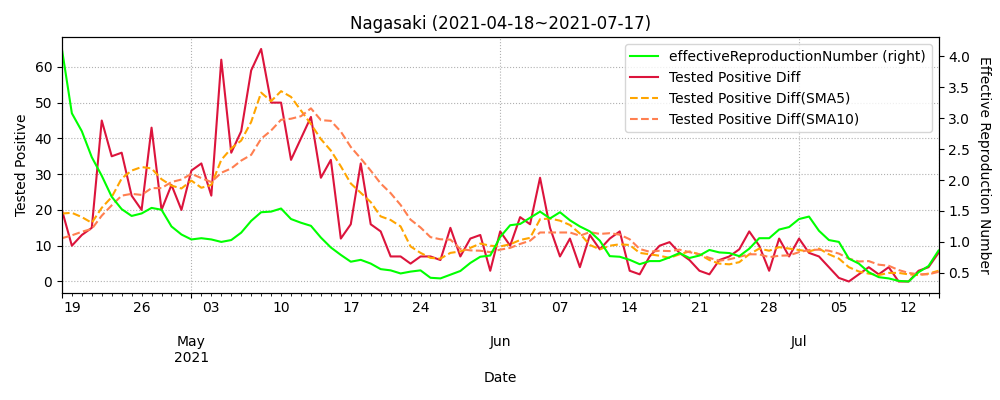 Nagasaki (2021-04-18~2021-07-17)
effectiveReproductionNumber (right)
Tested Positive Diff
Tested Positive Diff(SMA5)
Tested Positive Diff(SMA10)
Tested Positive
60
50
40
30
20
10
0
4.0
3.5
3.0
2.5
2.0
1.5
1.0
0.5
Effective Reproduction Number
19 26 03 10 17 24 31 07 14 21 28 05 12
May Jun Jul
2021
Date